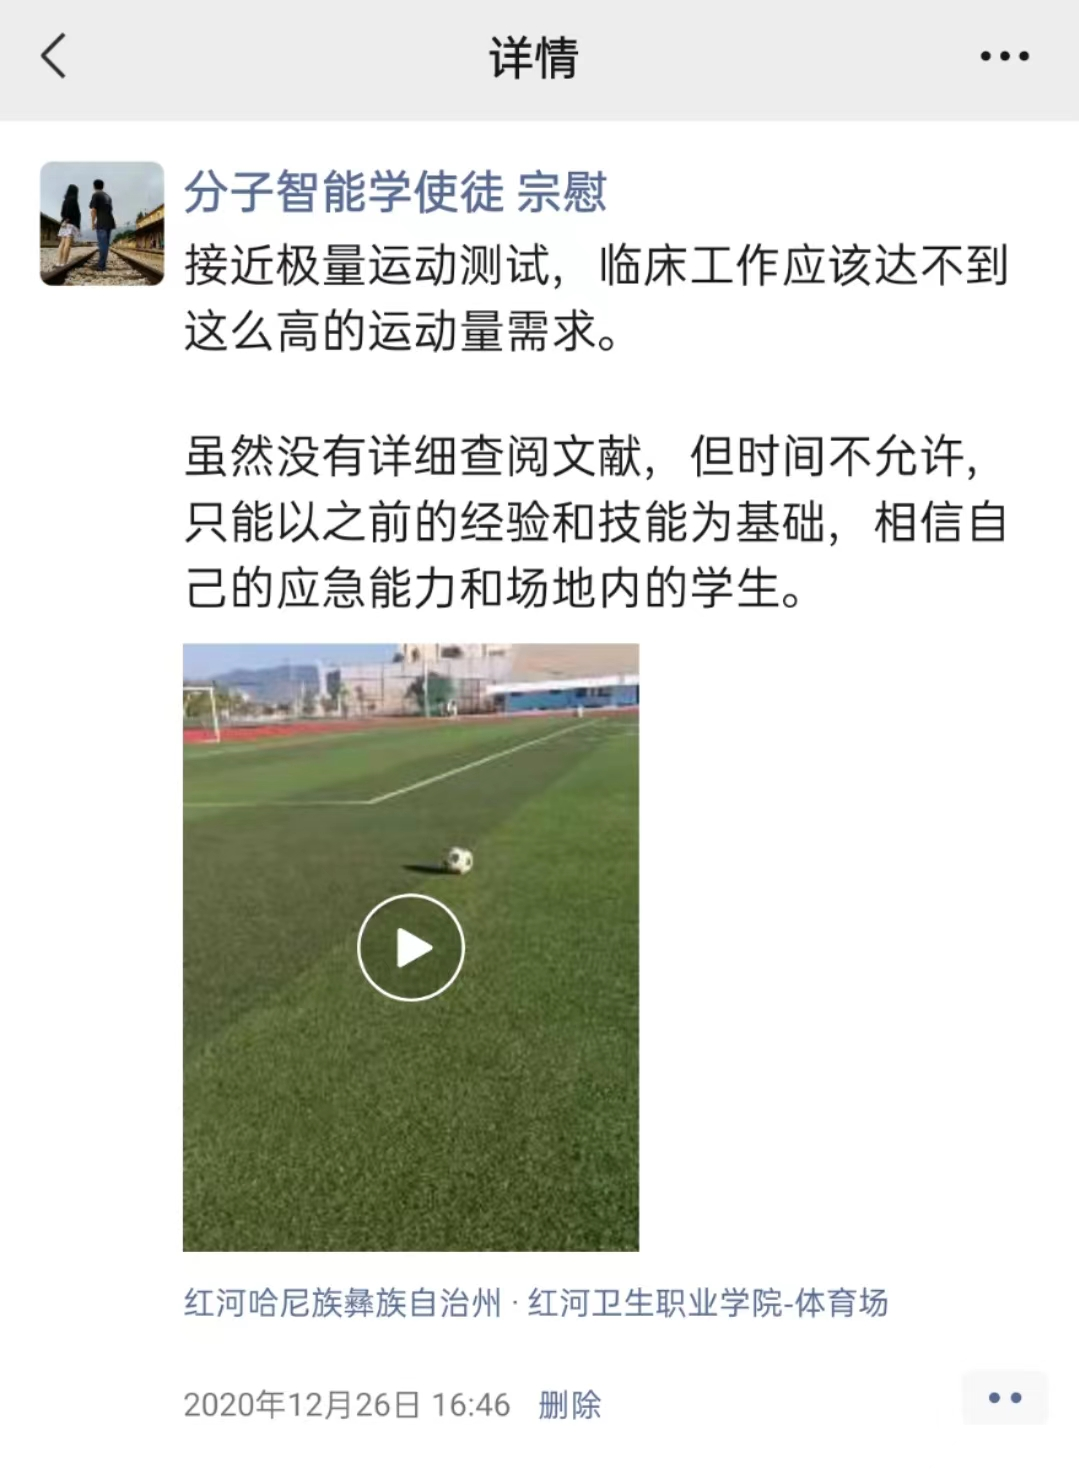 详情
分子智能学使徒 宗慰
接近极量运动测试，临床工作应该达不到
这么高的运动量需求。
虽然没有详细查阅文献，但时间不允许，
只能以之前的经验和技能为基础，相信自
己的应急能力和场地内的学生。
红河哈尼族彝族自治州 · 红河卫生职业学院-体育场
2020年12月26日 16:46 删除